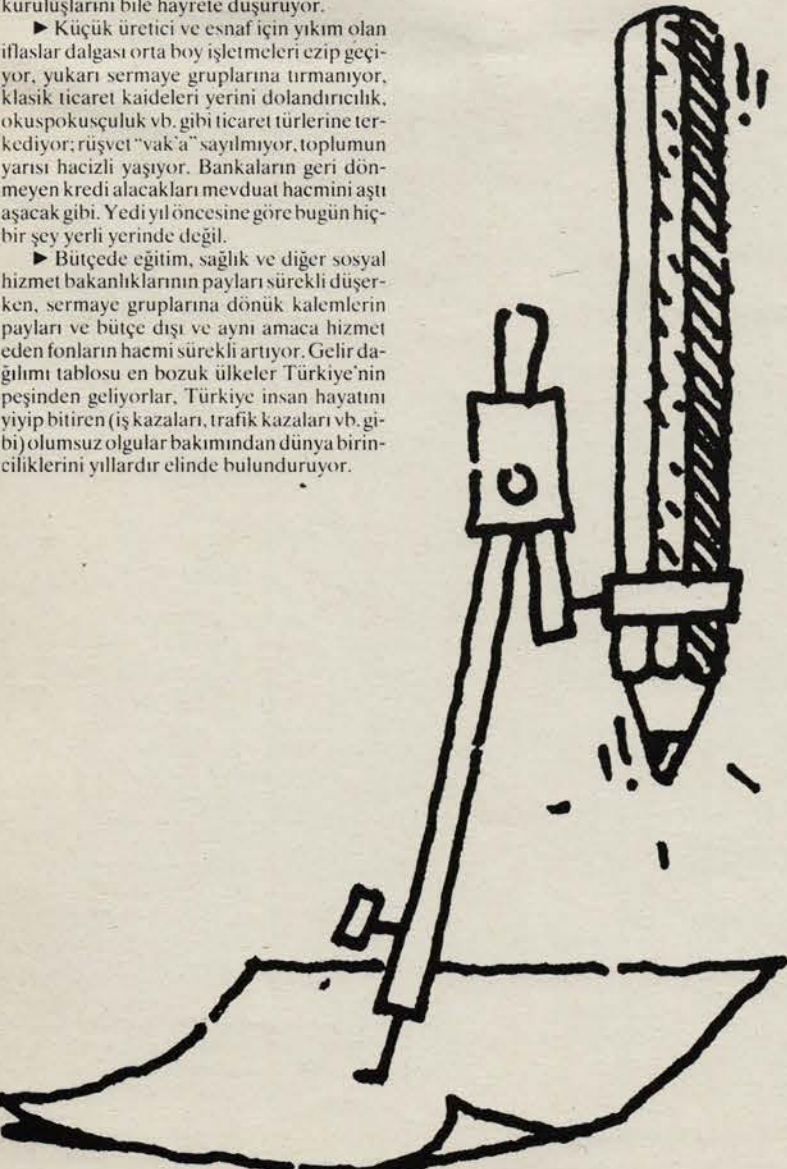 kuruluşlarını bile hayrete düşürüyor.
► Küçük üretici ve esnaf için yıkım olan
iflaslar dalgası orta boy işletmeleri ezip geçi-
yor, yukarı sermaye gruplarına tırmanıyor,
klasik ticaret kaideleri yerini dolandırıcılık,
okuspokusçuluk vb. gibi ticaret türlerine ter-
kediyor; rüşvet “vak'a” sayılmıyor, toplumun
yarısı hacizli yaşıyor. Bankaların geri dön-
meyen kredi alacakları mevduat hacmini aştı
aşacak gibi. Yedi yıl öncesine göre bugün hiç-
bir şey yerli yerinde değil.
► Bütçede eğitim, sağlık ve diğer sosyal
hizmet bakanlıklarının payları sürekli düşer-
ken, sermaye gruplarına dönük kalemlerin
payları ve bütçe dışı ve aynı amaca hizmet
eden fonların hacmi sürekli artıyor. Gelir da-
ğılımı tablosu en bozuk ülkeler Türkiye'nin
peşinden geliyorlar, Türkiye insan hayatını
yiyip bitiren (iş kazaları, trafik kazaları vb. gi-
bi) olumsuz olgular bakımından dünya birin-
ciliklerini yıllardır elinde bulunduruyor.